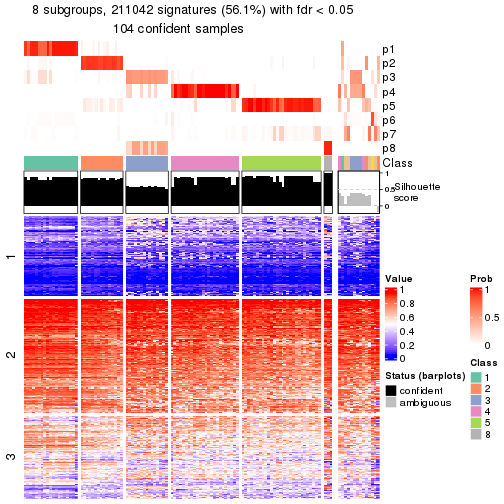 8 subgroups, 211042 signatures (56.1%) with fdr < 0.05
104 confident samples
p1
p2
p3
p4
p5
p6
p7
p8
Class
1
0.5
0
Silhouette
score
1
2
3
Value
1
0.8
0.6
0.4
0.2
0
Status (barplots)
confident
ambiguous
Prob
1
0.5
0
Class
1
2
3
4
5
8